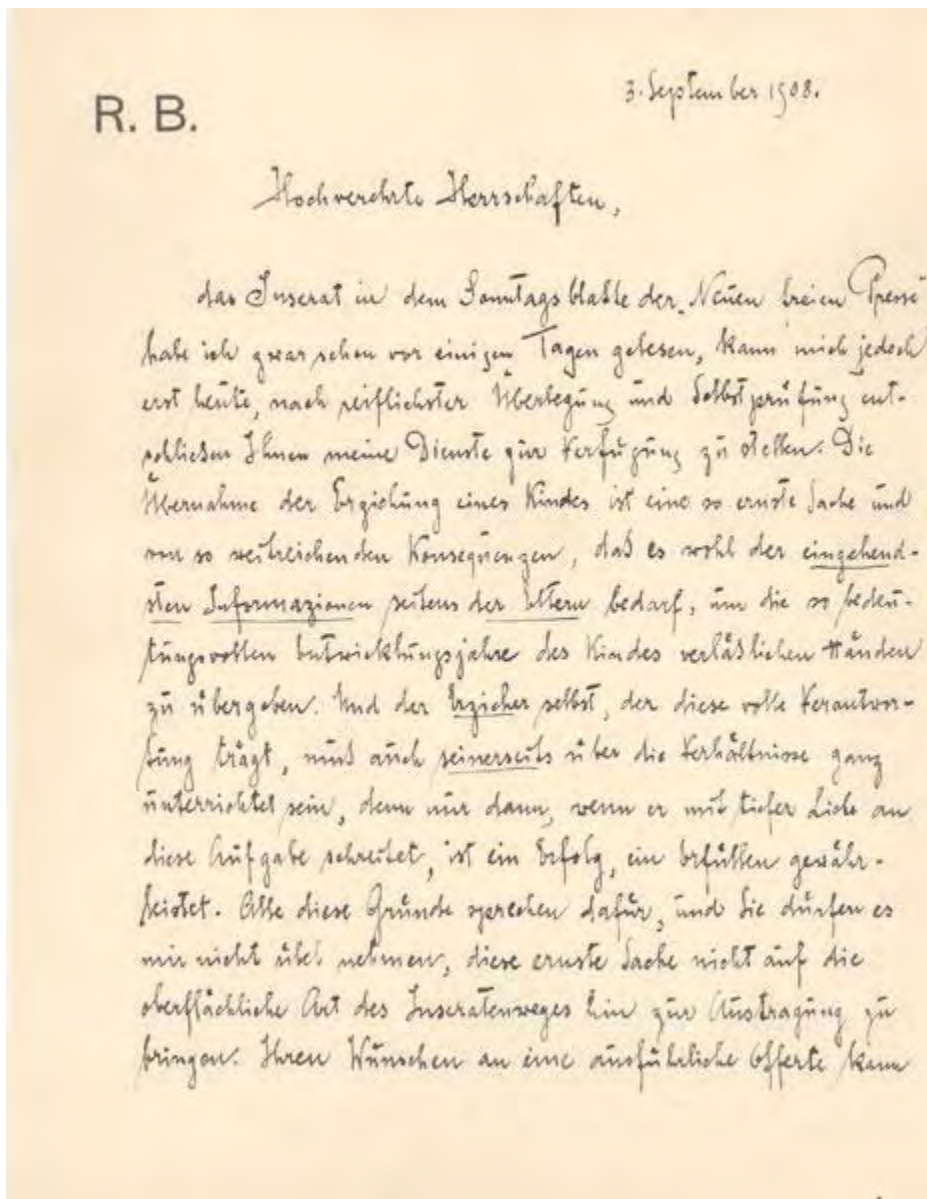 3. September 1908.
R. B.
Hochverehrte Herrschaften,
das Inserat in dem Sonntagsblatte der „Neuen freien Presse"
habe ich zwar schon vor einigen Tagen gelesen, kann mich jedoch
erst heute, nach reiflichster Überlegung und Selbstprüfung ent-
schließen Ihnen meine Dienste zur Verfügung zu stellen. Die
Übernahme der Erziehung eines Kindes ist eine so ernste Sache und
von so weitreichenden Konsequenzen, daß es wohl der eingehend-
sten Informazionen seitens der Eltern bedarf, um die so bedeu-
tungsvollen Entwicklungsjahre des Kindes verläßlichen Händen
zu übergeben. Und der Erzieher selbst, der diese volle Verantwor-
tung trägt, muß auch seinerseits über die Verhältnisse ganz
unterrichtet sein, denn nur dann, wenn er mit tiefer Liebe an
diese Aufgabe schreitet, ist ein Erfolg, ein Erfüllen gewähr-
leistet. Alle diese Gründe sprechen dafür, und Sie dürfen es
mir nicht übel nehmen, diese ernste Sache nicht auf die
oberflächliche Art des Inseratenweges hin zur Austragung zu
bringen. Ihren Wünschen an eine ausführliche Offerte kann